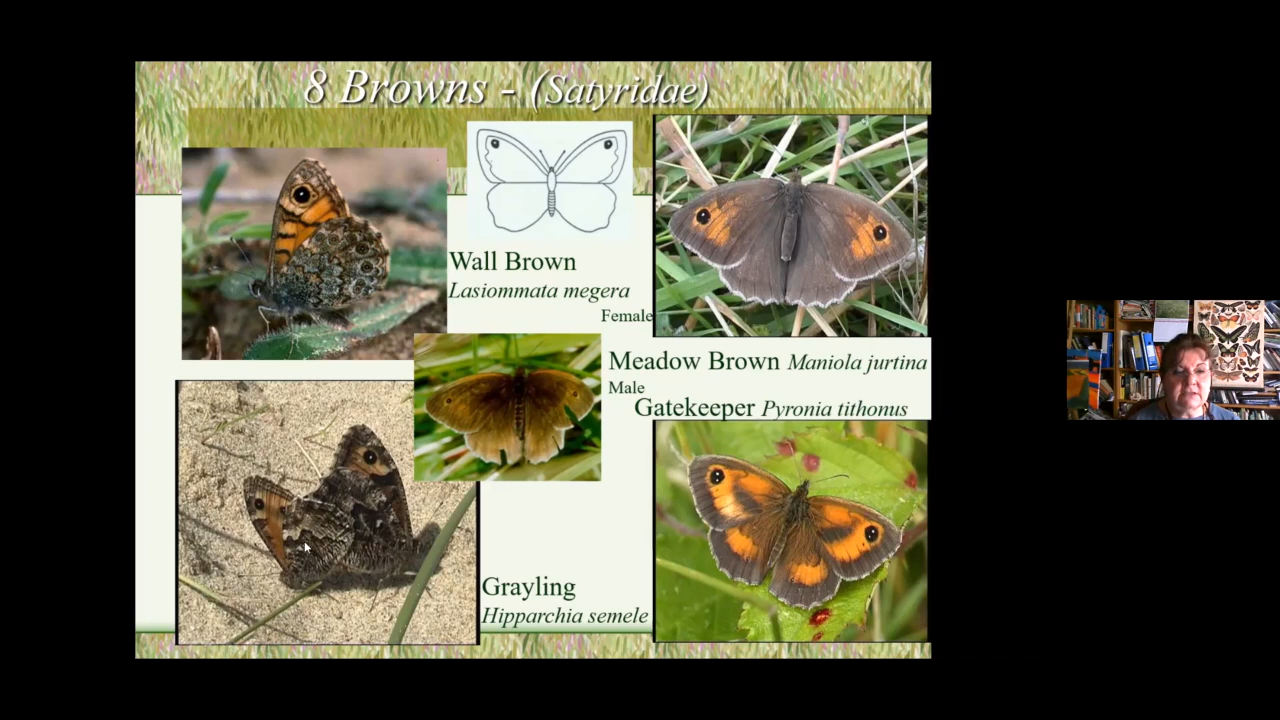 8 Browns - (Satyridae)
Wall Brown
Lasiommata megera
Female
Meadow Brown Maniola jurtina
Male
Gatekeeper Pyronia tithonus
Grayling
Hipparchia semele